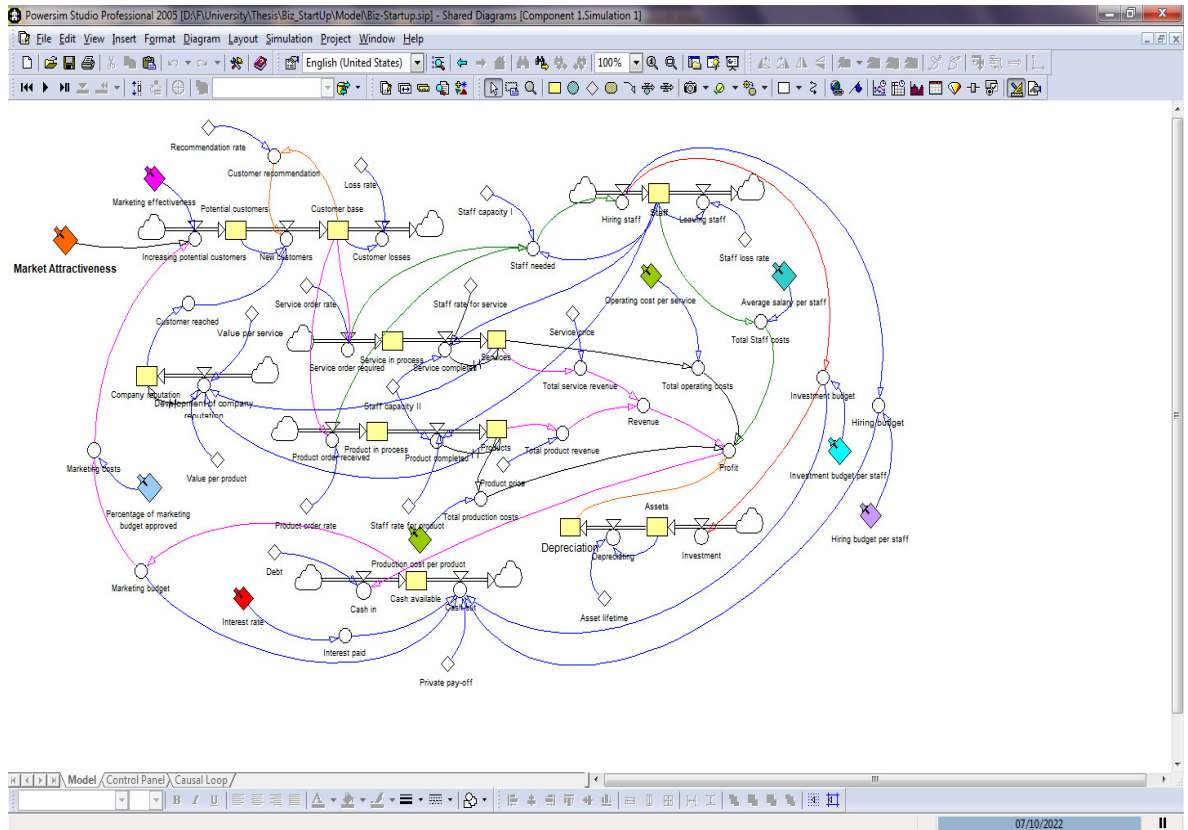 Powersim Studio Professional 2005 [D:\F\University\Thesis\Biz_StartUp\Model\Biz-Startup.sip] - Shared Diagrams [Component 1.Simulation 1]
File Edit View Insert Format Diagram Layout Simulation Project Window Help
English (United States)
100%
Recommendation rate
Customer recommendation
Loss rate
Marketing effectiveness
Potential customers
Customer base
Staff capacity I
Hiring staff
Staff
Leaving staff
Market Attractiveness
Increasing potential customers
New customers
Customer losses
Staff needed
Staff loss rate
Service order rate
Staff rate for service
Operating cost per service
Average salary per staff
Customer reached
Value per service
Service price
Total Staff costs
Service in process
Services
Service order required
Service completed
Company reputation
Development of company
reputation
Total service revenue
Total operating costs
Investment budget
Staff capacity II
Revenue
Hiring budget
Product in process
Products
Product order received
Product completed
Total product revenue
Marketing costs
Profit
Value per product
Product price
Investment budget per staff
Percentage of marketing
budget approved
Product order rate
Staff rate for product
Total production costs
Assets
Hiring budget per staff
Depreciation
Depreciating
Investment
Production cost per product
Debt
Marketing budget
Cash in
Cash available
Cash out
Interest rate
Asset lifetime
Interest paid
Private pay-off
Model
Control Panel
Causal Loop
B I U
07/10/2022